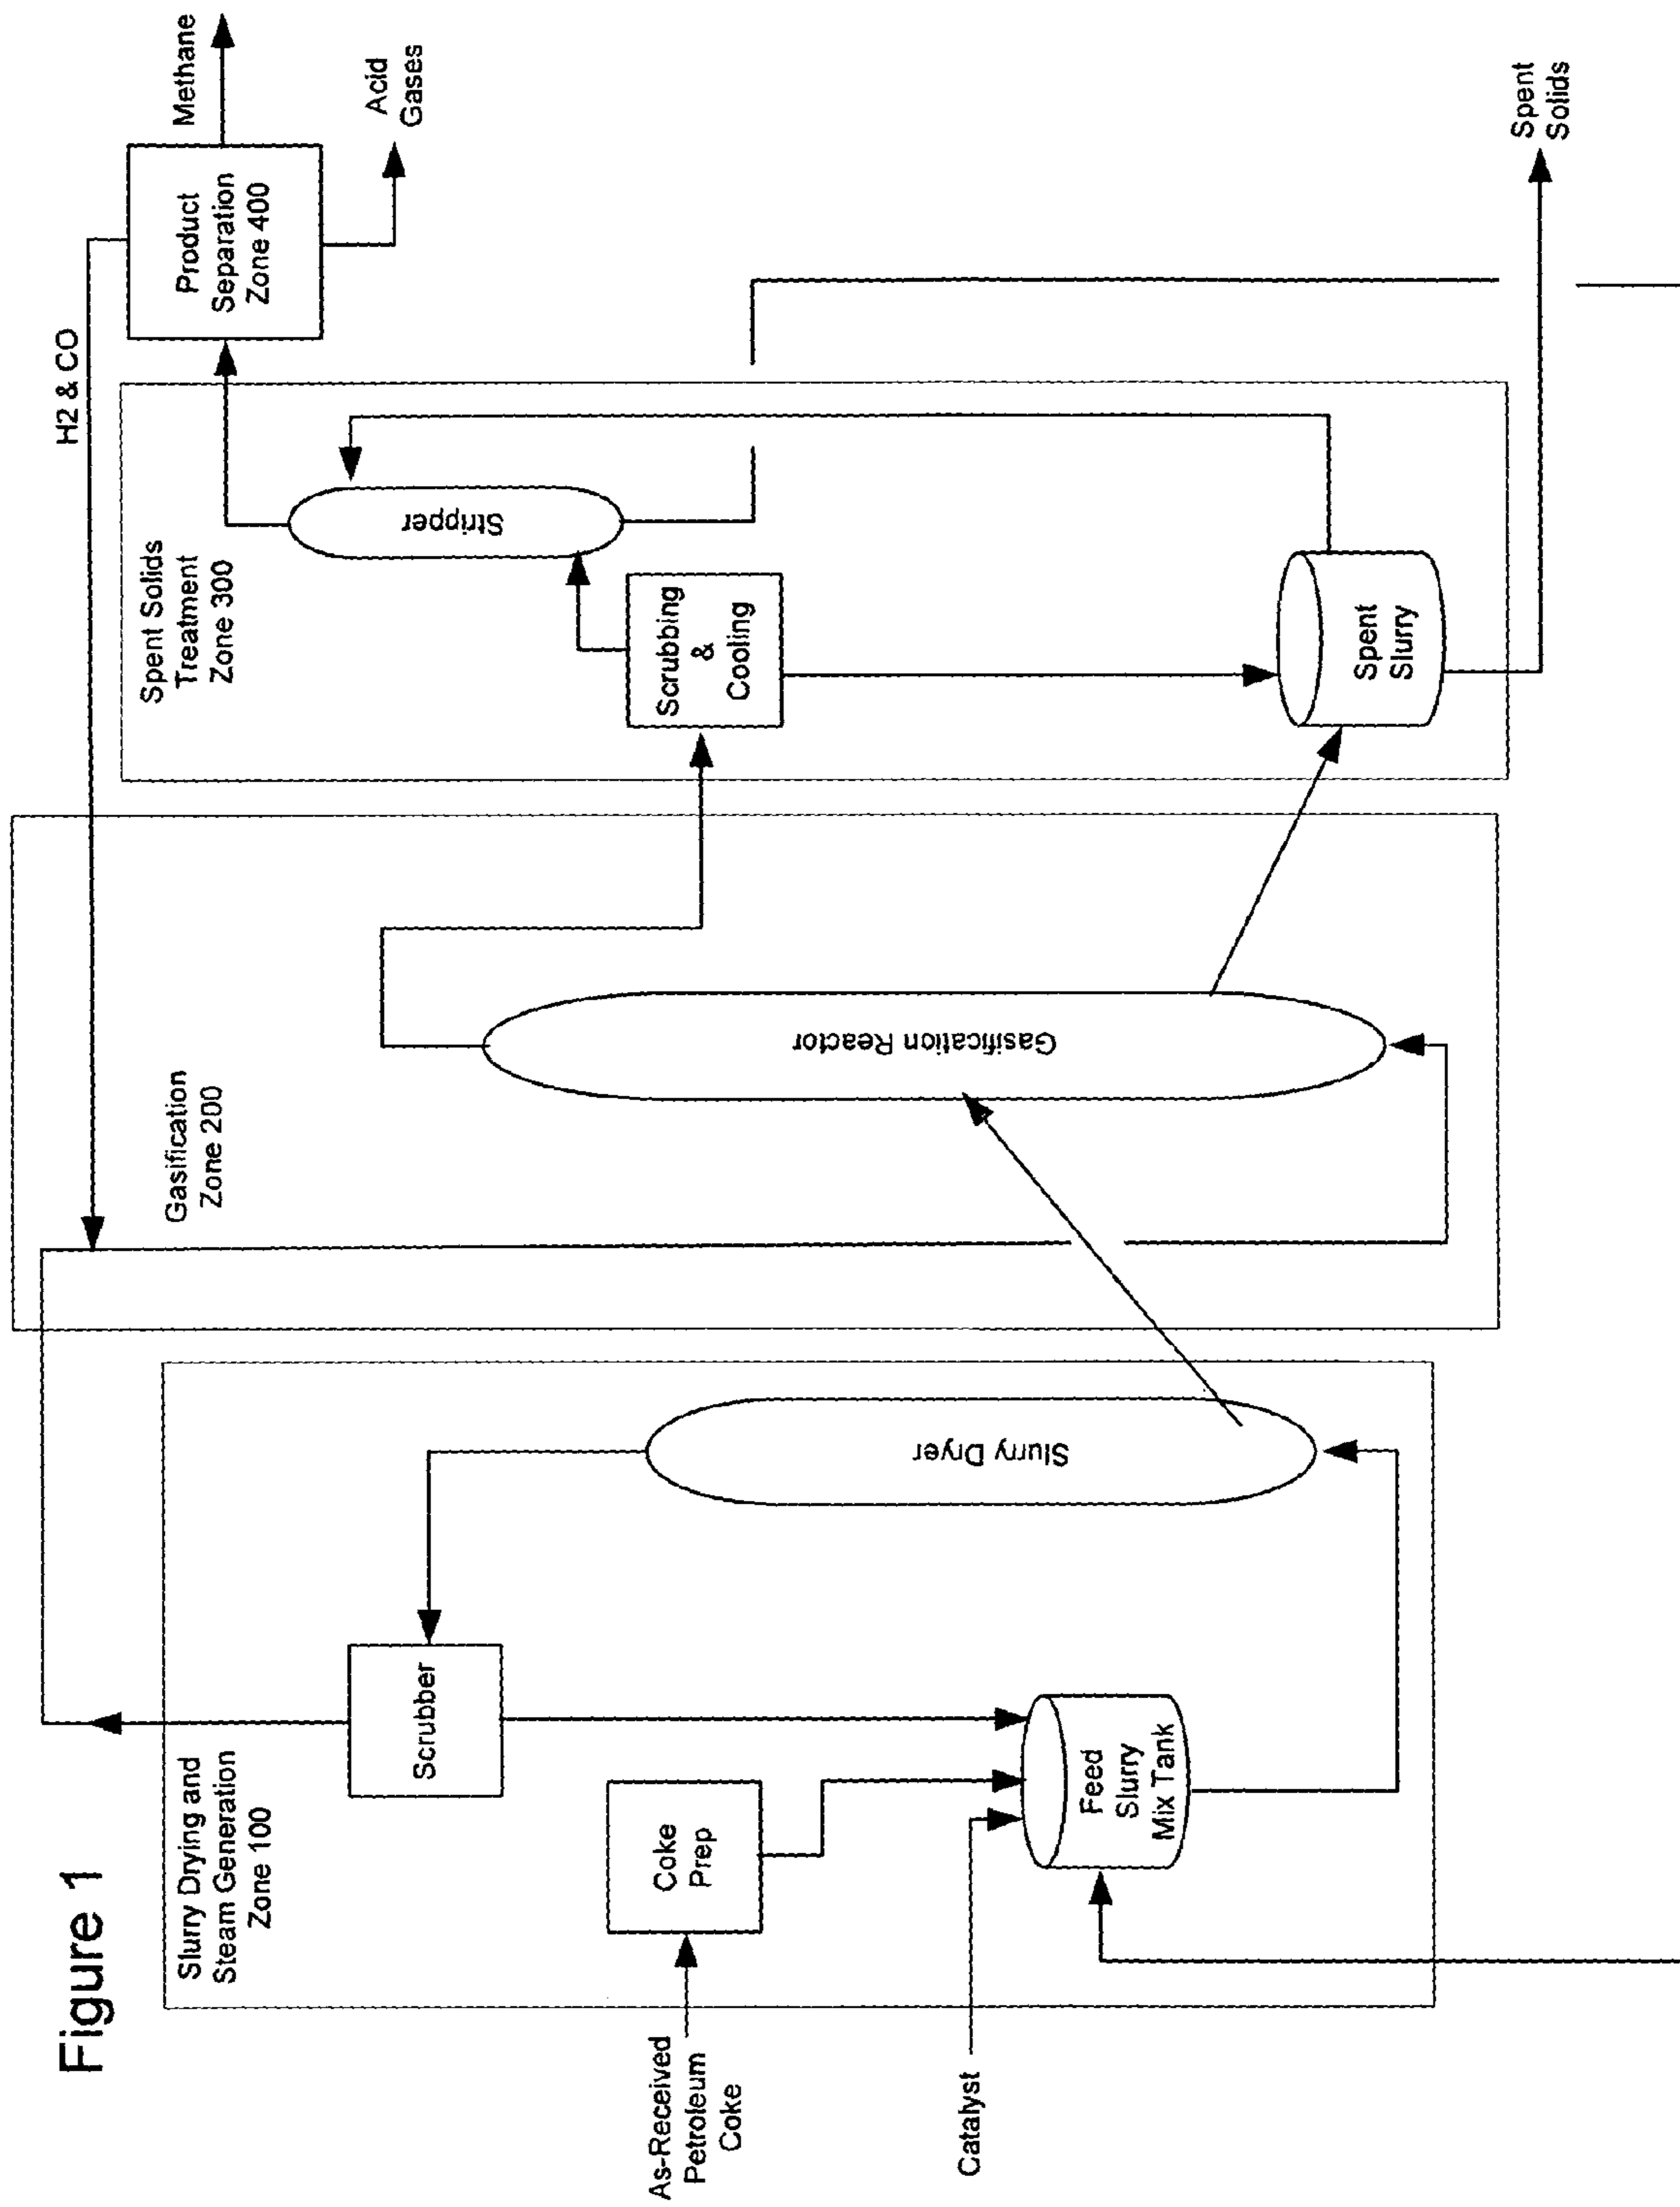 Figure 1
Slurry Drying and
Steam Generation
Zone 100
Scrubber
Coke
Prep
As-Received
Petroleum
Coke
Catalyst
Feed
Slurry
Mix Tank
Slurry Dryer
Gasification
Zone 200
Gasification Reactor
Spent Solids
Treatment
Zone 300
Stripper
Scrubbing
&
Cooling
Spent
Slurry
H2 & CO
Product
Separation
Zone 400
Methane
Acid
Gases
Spent
Solids